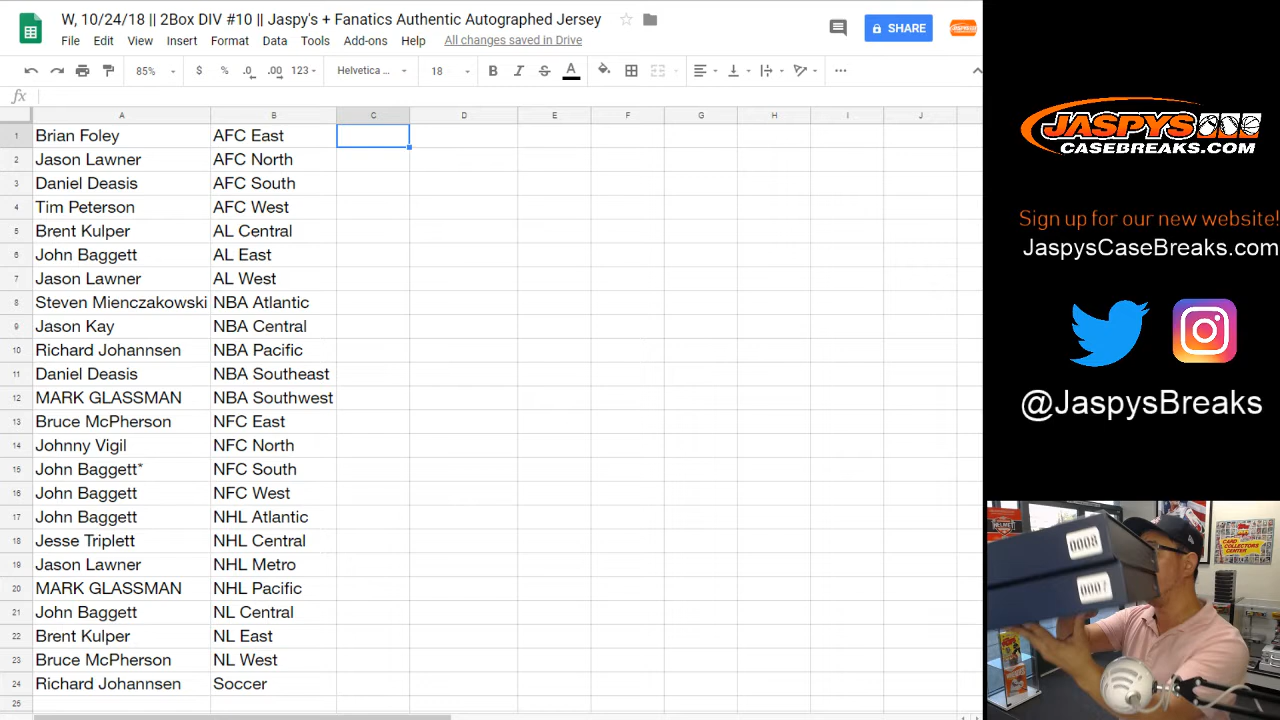 W, 10/24/18 || 2Box DIV #10 || Jaspy's + Fanatics Authentic Autographed Jersey
File Edit View Insert Format Data Tools Add-ons Help All changes saved in Drive
SHARE
85% $ % .0 .00 123 Helvetica ... 18 B I S A
fx
A B C D E F G H I J
1 Brian Foley AFC East
2 Jason Lawner AFC North
3 Daniel Deasis AFC South
4 Tim Peterson AFC West
5 Brent Kulper AL Central
6 John Baggett AL East
7 Jason Lawner AL West
8 Steven Mienczakowski NBA Atlantic
9 Jason Kay NBA Central
10 Richard Johannsen NBA Pacific
11 Daniel Deasis NBA Southeast
12 MARK GLASSMAN NBA Southwest
13 Bruce McPherson NFC East
14 Johnny Vigil NFC North
15 John Baggett* NFC South
16 John Baggett NFC West
17 John Baggett NHL Atlantic
18 Jesse Triplett NHL Central
19 Jason Lawner NHL Metro
20 MARK GLASSMAN NHL Pacific
21 John Baggett NL Central
22 Brent Kulper NL East
23 Bruce McPherson NL West
24 Richard Johannsen Soccer
25
JASPYS
CASEBREAKS.COM
Sign up for our new website!
JaspysCaseBreaks.com
@JaspysBreaks
0008
CARD
COLLECTORS
CENTER